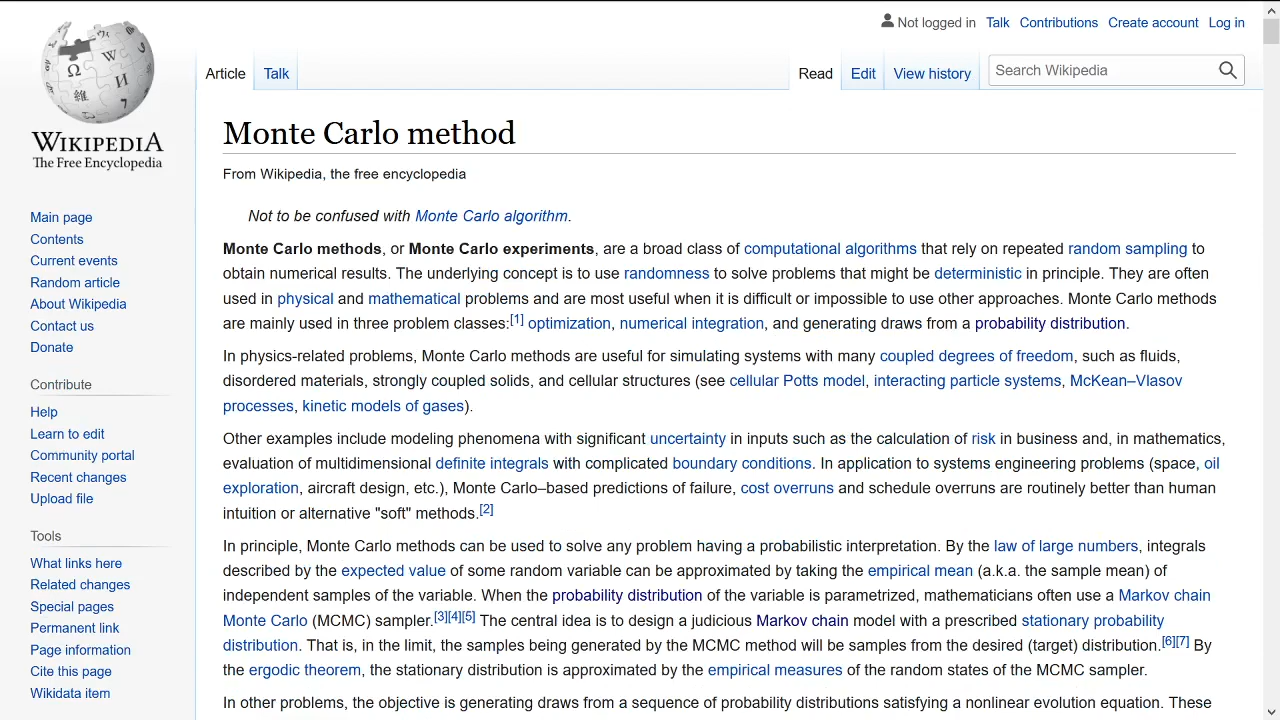 Not logged in Talk Contributions Create account Log in
Article Talk Read Edit View history Search Wikipedia
WIKIPEDIA
The Free Encyclopedia
Main page
Contents
Current events
Random article
About Wikipedia
Contact us
Donate
Contribute
Help
Learn to edit
Community portal
Recent changes
Upload file
Tools
What links here
Related changes
Special pages
Permanent link
Page information
Cite this page
Wikidata item
Monte Carlo method
From Wikipedia, the free encyclopedia
Not to be confused with Monte Carlo algorithm.
Monte Carlo methods, or Monte Carlo experiments, are a broad class of computational algorithms that rely on repeated random sampling to
obtain numerical results. The underlying concept is to use randomness to solve problems that might be deterministic in principle. They are often
used in physical and mathematical problems and are most useful when it is difficult or impossible to use other approaches. Monte Carlo methods
are mainly used in three problem classes:[1] optimization, numerical integration, and generating draws from a probability distribution.
In physics-related problems, Monte Carlo methods are useful for simulating systems with many coupled degrees of freedom, such as fluids,
disordered materials, strongly coupled solids, and cellular structures (see cellular Potts model, interacting particle systems, McKean–Vlasov
processes, kinetic models of gases).
Other examples include modeling phenomena with significant uncertainty in inputs such as the calculation of risk in business and, in mathematics,
evaluation of multidimensional definite integrals with complicated boundary conditions. In application to systems engineering problems (space, oil
exploration, aircraft design, etc.), Monte Carlo–based predictions of failure, cost overruns and schedule overruns are routinely better than human
intuition or alternative "soft" methods.[2]
In principle, Monte Carlo methods can be used to solve any problem having a probabilistic interpretation. By the law of large numbers, integrals
described by the expected value of some random variable can be approximated by taking the empirical mean (a.k.a. the sample mean) of
independent samples of the variable. When the probability distribution of the variable is parametrized, mathematicians often use a Markov chain
Monte Carlo (MCMC) sampler.[3][4][5] The central idea is to design a judicious Markov chain model with a prescribed stationary probability
distribution. That is, in the limit, the samples being generated by the MCMC method will be samples from the desired (target) distribution.[6][7] By
the ergodic theorem, the stationary distribution is approximated by the empirical measures of the random states of the MCMC sampler.
In other problems, the objective is generating draws from a sequence of probability distributions satisfying a nonlinear evolution equation. These